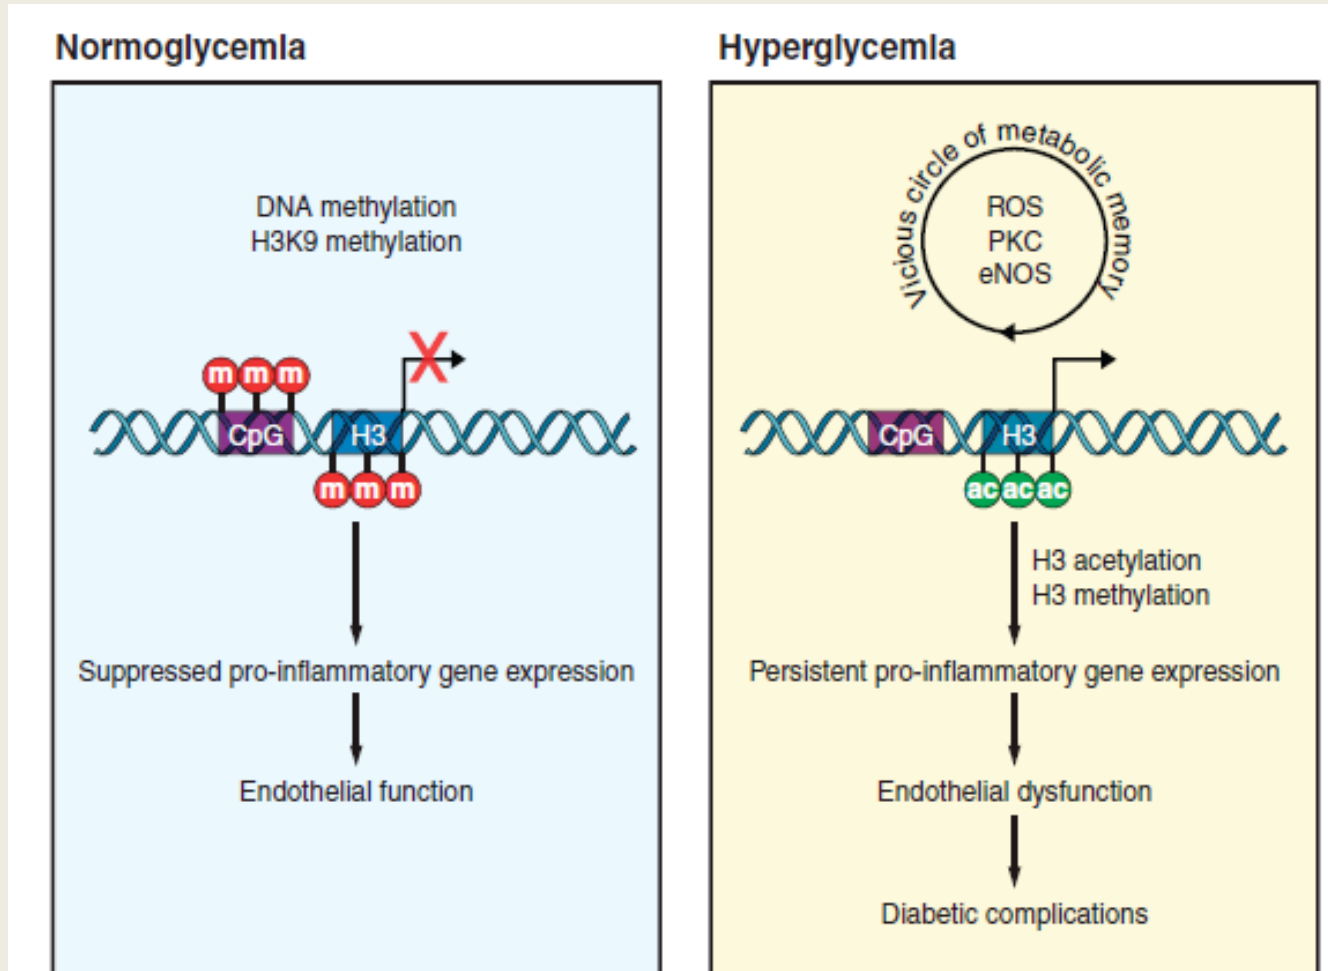 Normoglycemla
DNA methylation
H3K9 methylation
X
m m m
CpG
H3
m m m
Suppressed pro-inflammatory gene expression
Endothelial function
Hyperglycemla
Vicious circle of metabolic memory
ROS
PKC
eNOS
CpG
H3
ac ac ac
H3 acetylation
H3 methylation
Persistent pro-inflammatory gene expression
Endothelial dysfunction
Diabetic complications